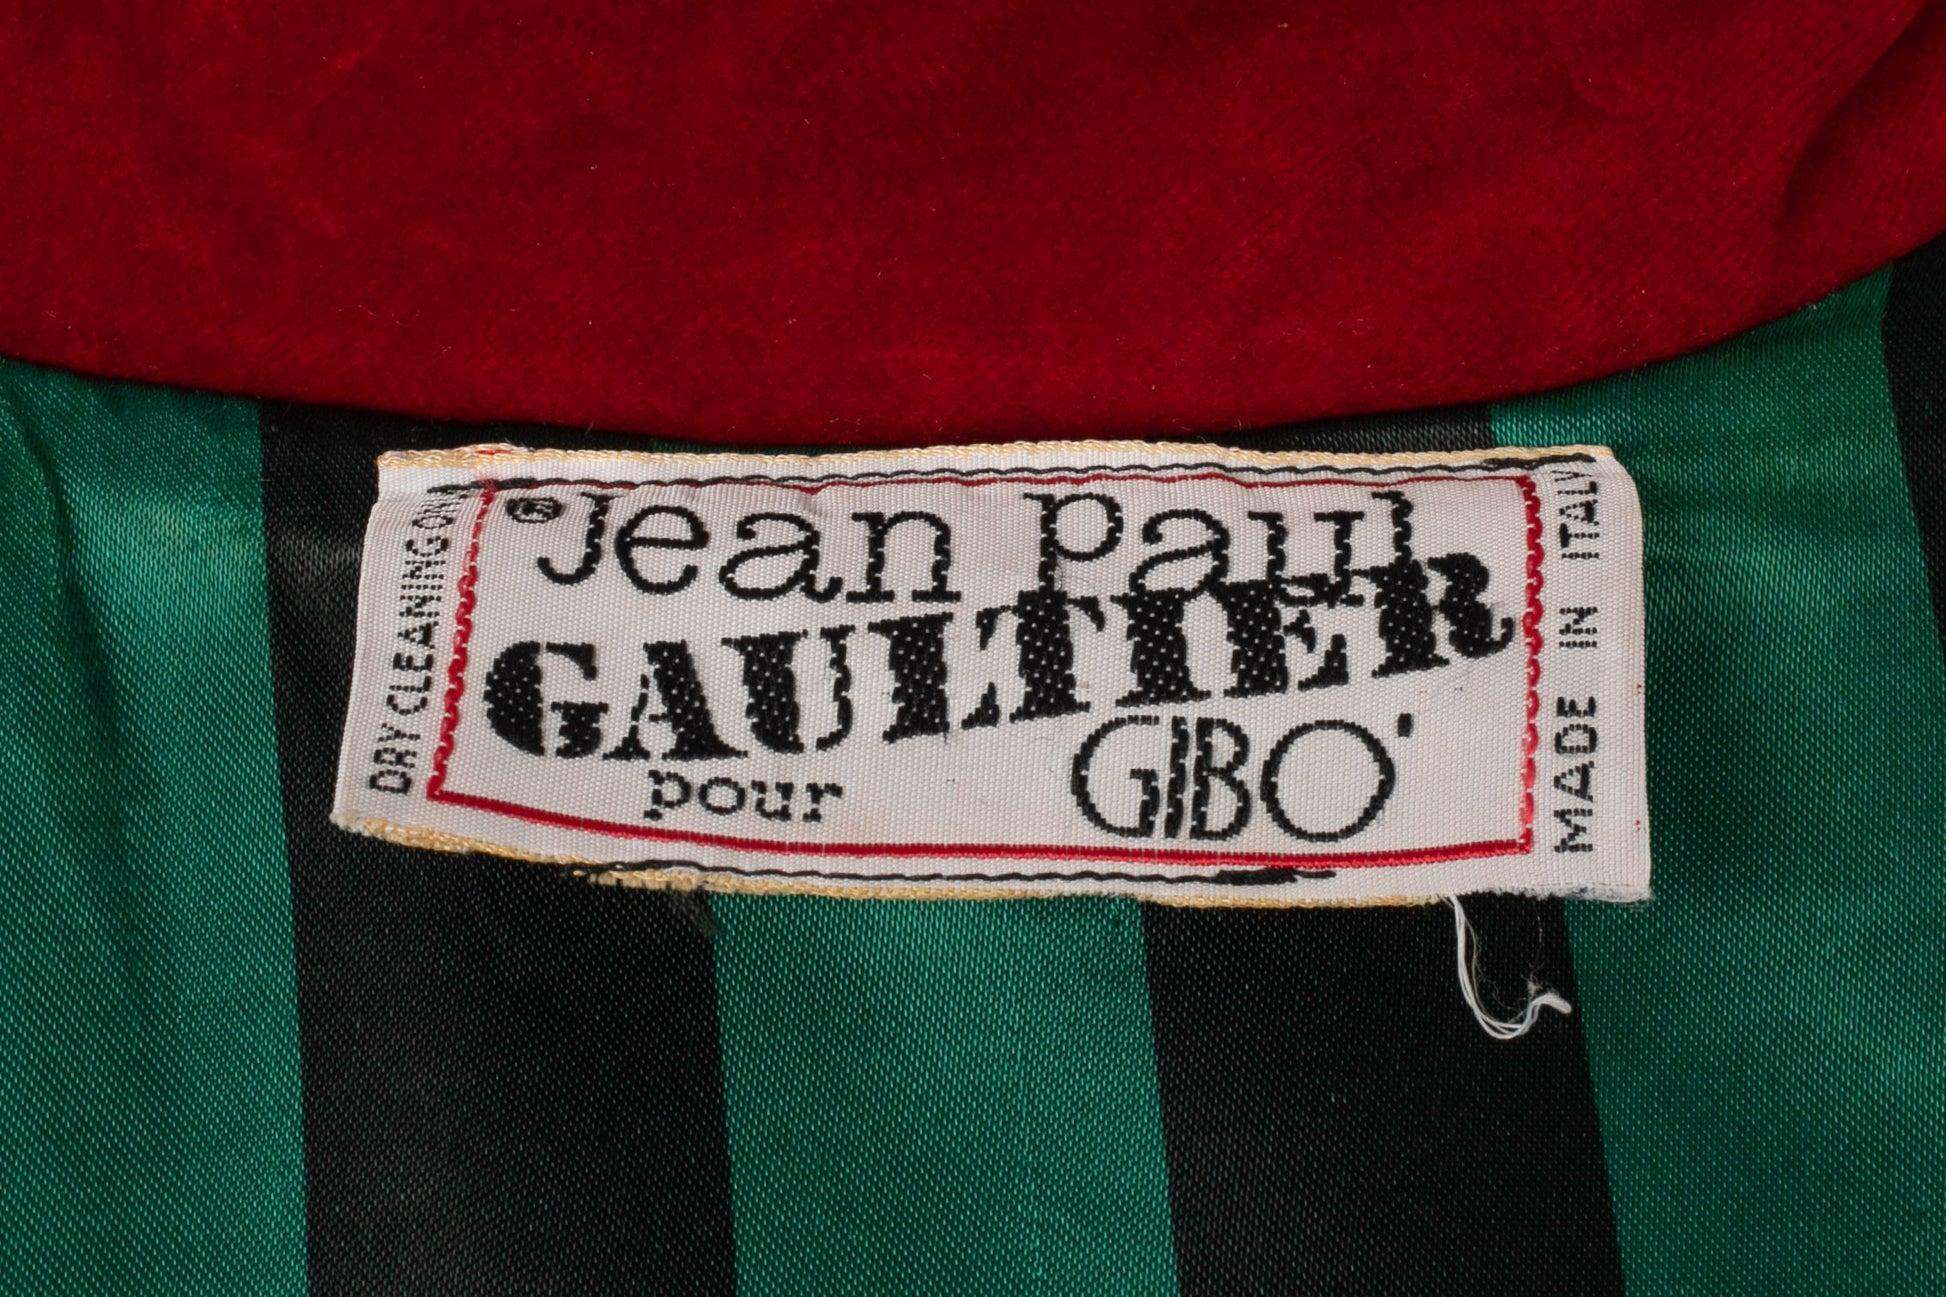 DRY CLEANING ONLY
® Jean Paul
GAULTIER
pour GIBO'
MADE IN ITALY